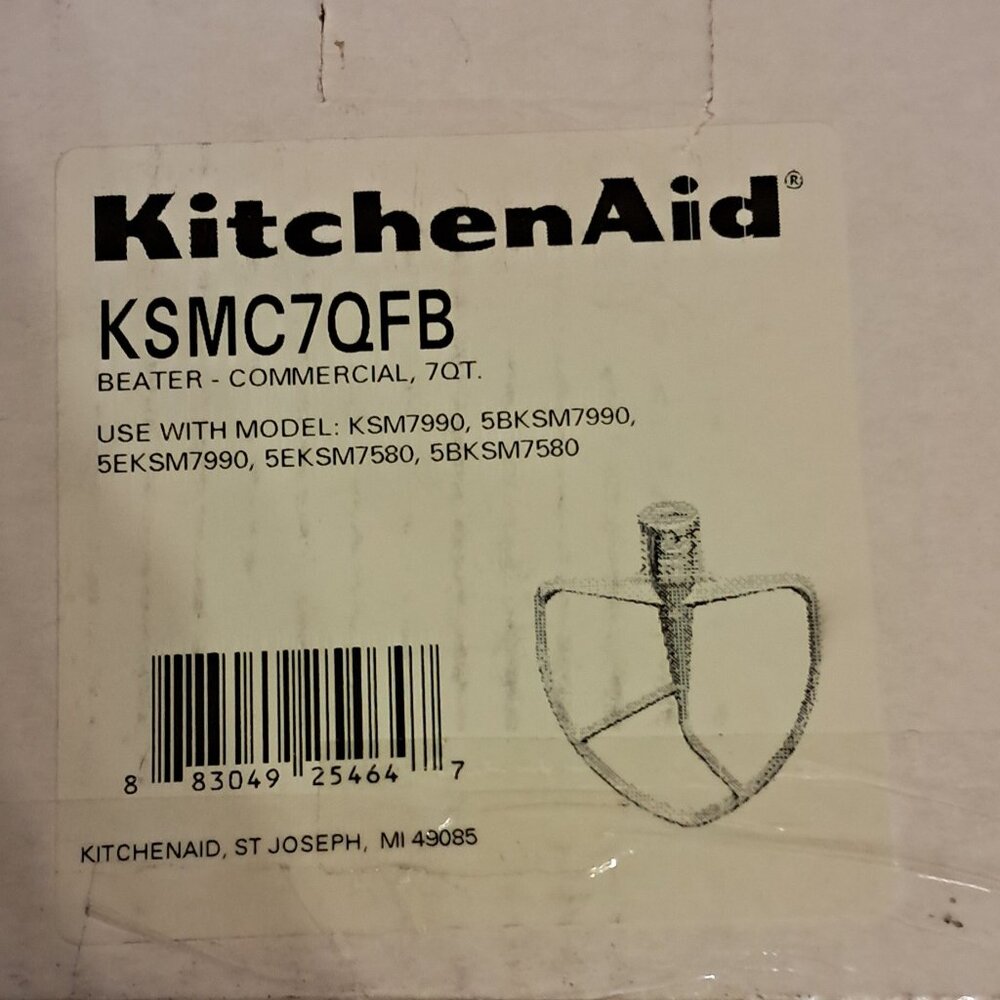 KitchenAid®
KSMC7QFB
BEATER - COMMERCIAL, 7QT.
USE WITH MODEL: KSM7990, 5BKSM7990,
5EKSM7990, 5EKSM7580, 5BKSM7580
8 83049 25464 7
KITCHENAID, ST JOSEPH, MI 49085